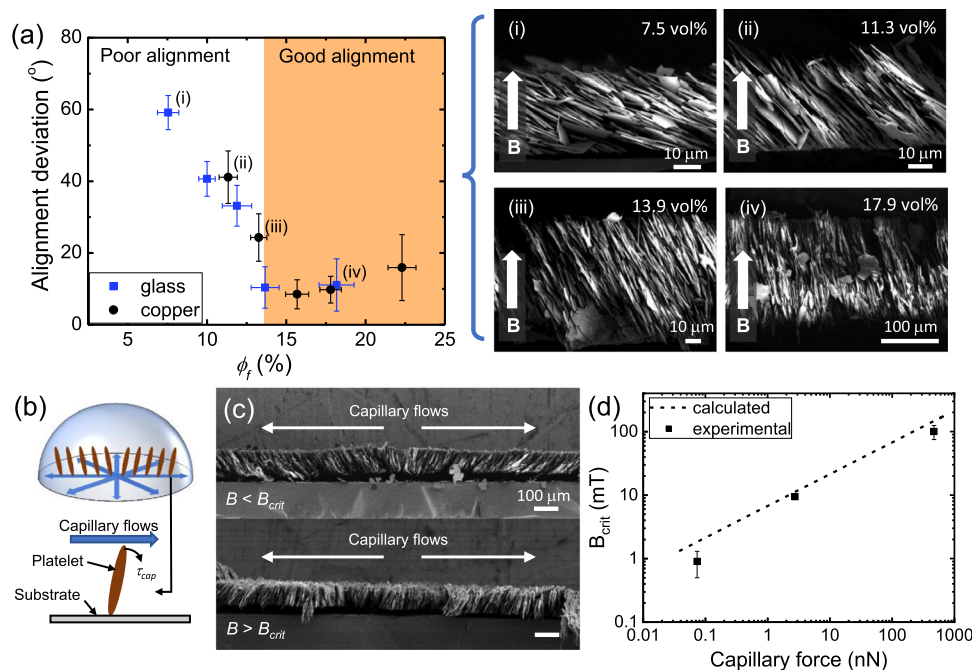 (a)
80
60
40
20
0
Alignment deviation (°)
Poor alignment
Good alignment
(i)
(ii)
(iii)
(iv)
glass
copper
5
10
15
20
25
ϕf (%)
(i)
7.5 vol%
B
10 μm
(ii)
11.3 vol%
B
10 μm
(iii)
13.9 vol%
B
10 μm
(iv)
17.9 vol%
B
100 μm
(b)
Capillary flows
Platelet
τcap
Substrate
(c)
Capillary flows
B < Bcrit
100 μm
Capillary flows
B > Bcrit
(d)
calculated
experimental
100
10
1
0.1
Bcrit (mT)
0.01
0.1
1
10
100
1000
Capillary force (nN)